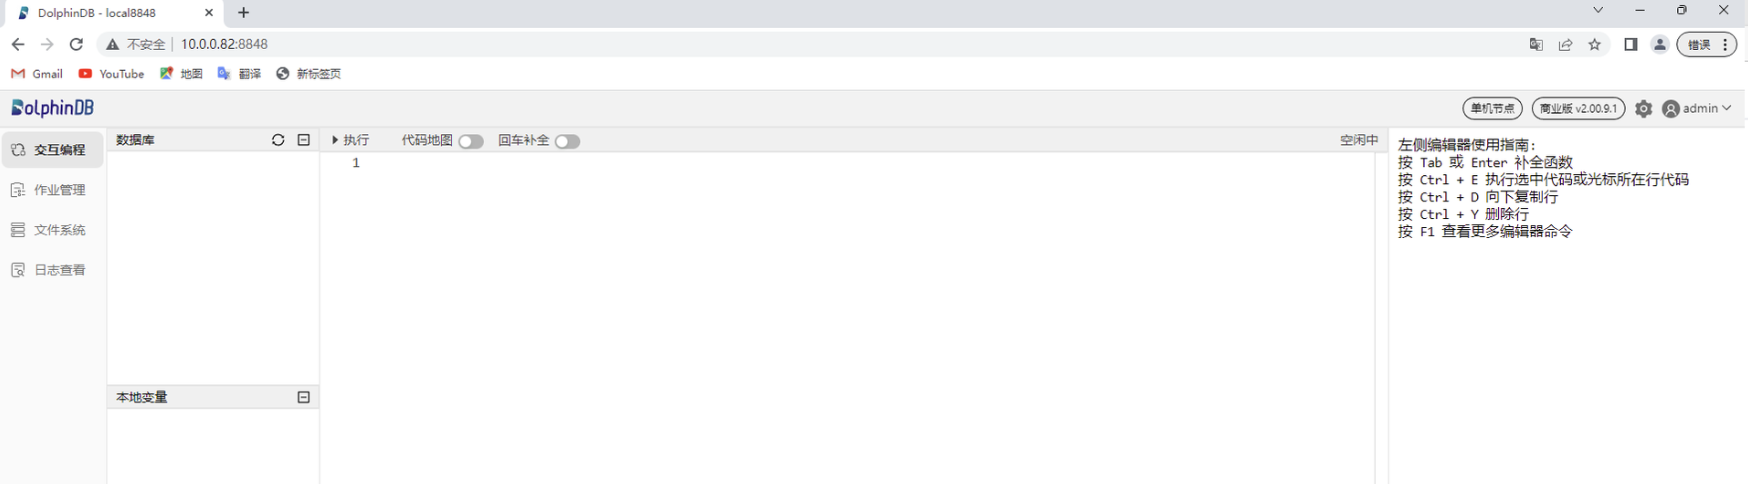 DolphinDB - local8848
不安全 10.0.0.82:8848 错误
Gmail YouTube 地图 翻译 新标签页
DolphinDB 单机节点 商业版 v2.00.9.1 admin
交互编程
作业管理
文件系统
日志查看
数据库
本地变量
执行 代码地图 回车补全 空闲中
1
左侧编辑器使用指南:
按 Tab 或 Enter 补全函数
按 Ctrl + E 执行选中代码或光标所在行代码
按 Ctrl + D 向下复制行
按 Ctrl + Y 删除行
按 F1 查看更多编辑器命令